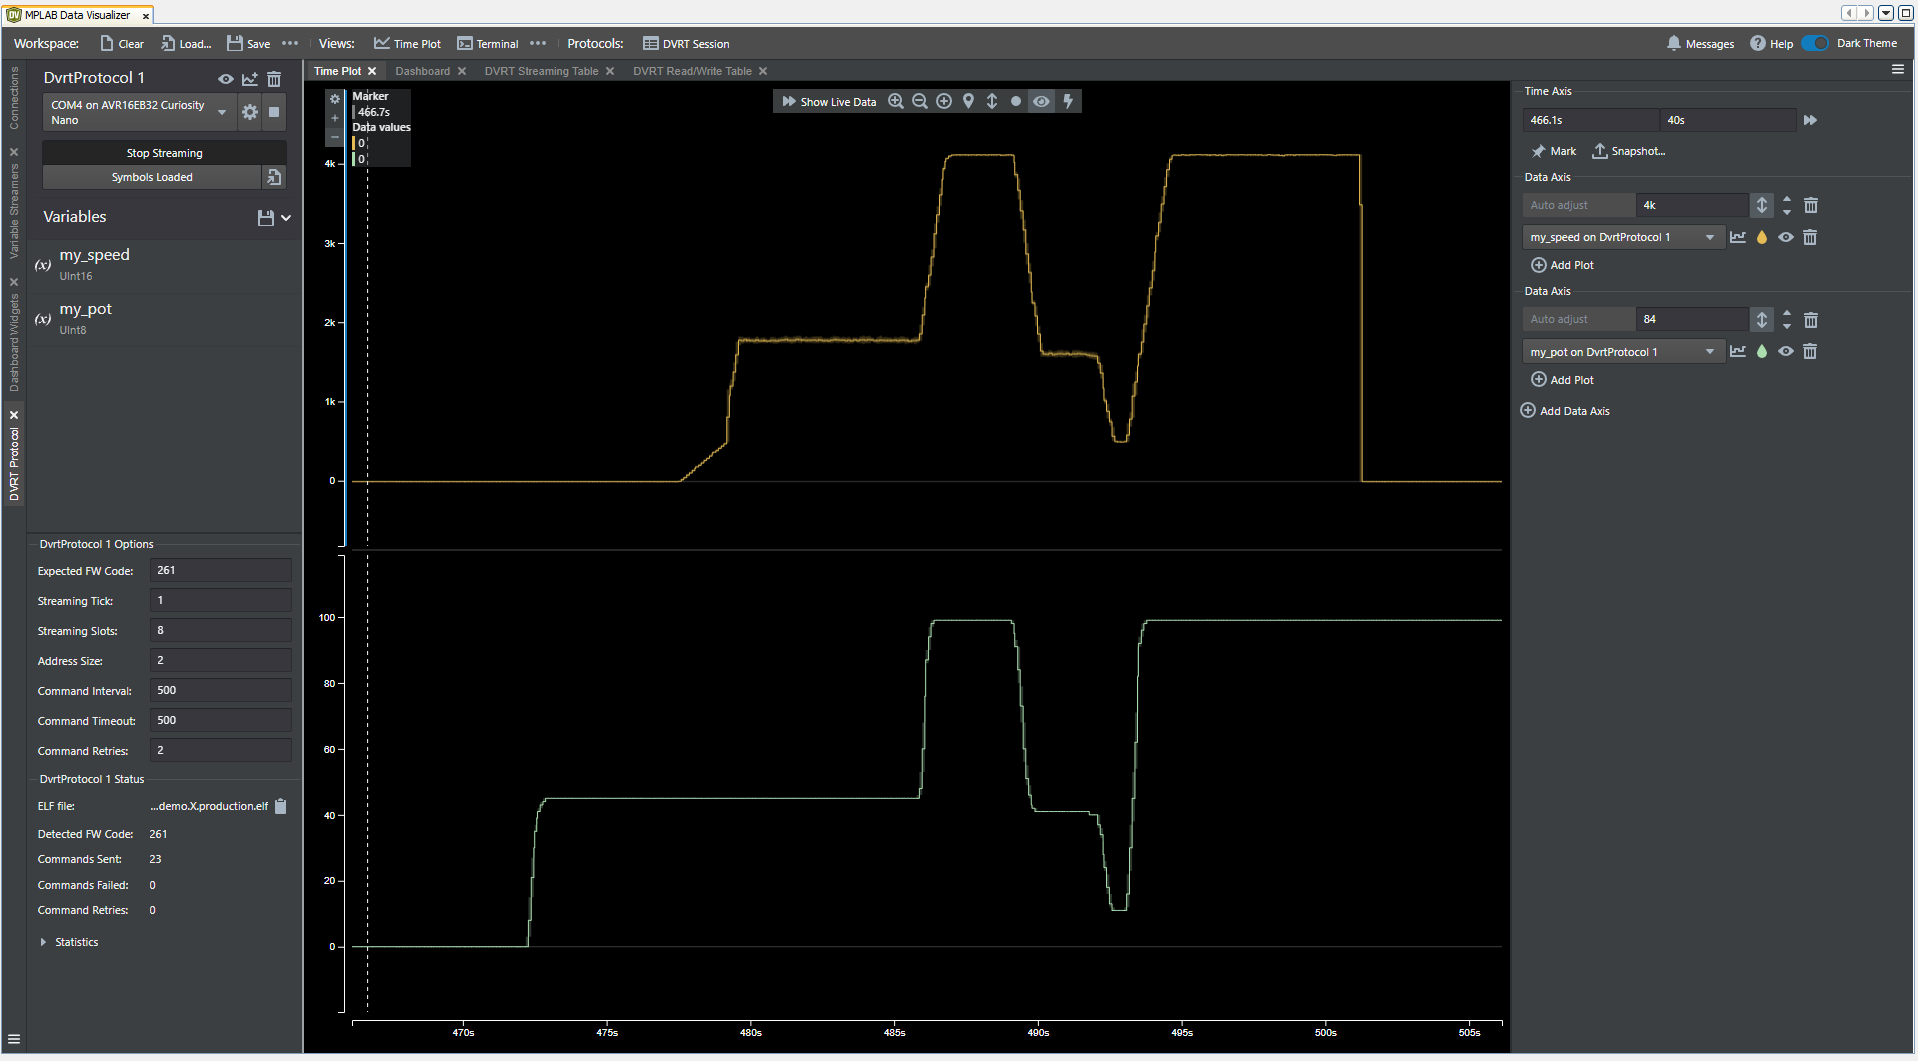 MPLAB Data Visualizer
Workspace: Clear Load... Save Views: Time Plot Terminal Protocols: DVRT Session Messages Help Dark Theme
Connections
Variable Streamers
Dashboard Widgets
DVRT Protocol
DvrtProtocol 1
COM4 on AVR16EB32 Curiosity
Nano
Stop Streaming
Symbols Loaded
Variables
(x) my_speed
UInt16
(x) my_pot
UInt8
DvrtProtocol 1 Options
Expected FW Code: 261
Streaming Tick: 1
Streaming Slots: 8
Address Size: 2
Command Interval: 500
Command Timeout: 500
Command Retries: 2
DvrtProtocol 1 Status
ELF file: ...demo.X.production.elf
Detected FW Code: 261
Commands Sent: 23
Commands Failed: 0
Command Retries: 0
Statistics
Time Plot Dashboard DVRT Streaming Table DVRT Read/Write Table
Marker
466.7s
Data values
0
0
Show Live Data
4k
3k
2k
1k
0
100
80
60
40
20
0
470s 475s 480s 485s 490s 495s 500s 505s
Time Axis
466.1s 40s
Mark Snapshot...
Data Axis
Auto adjust 4k
my_speed on DvrtProtocol 1
Add Plot
Data Axis
Auto adjust 84
my_pot on DvrtProtocol 1
Add Plot
Add Data Axis